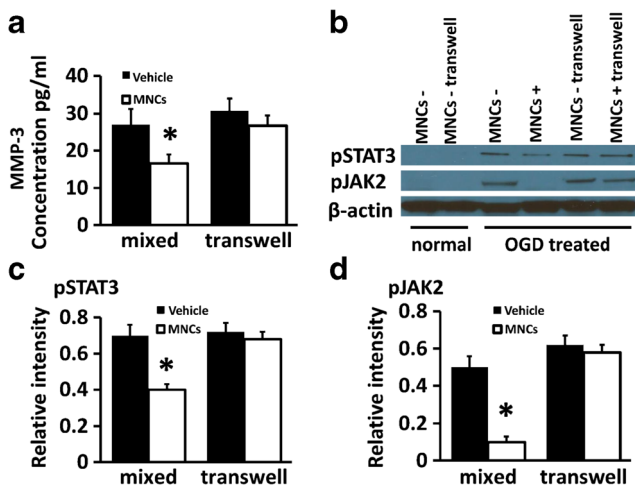 a
MMP-3
Concentration pg/ml
40
30
20
10
0
Vehicle
MNCs
*
mixed
transwell
b
MNCs -
MNCs - transwell
MNCs -
MNCs +
MNCs - transwell
MNCs + transwell
pSTAT3
pJAK2
β-actin
normal
OGD treated
c
pSTAT3
Relative intensity
0.8
0.6
0.4
0.2
0
Vehicle
MNCs
*
mixed
transwell
d
pJAK2
Relative intensity
0.8
0.6
0.4
0.2
0
Vehicle
MNCs
*
mixed
transwell